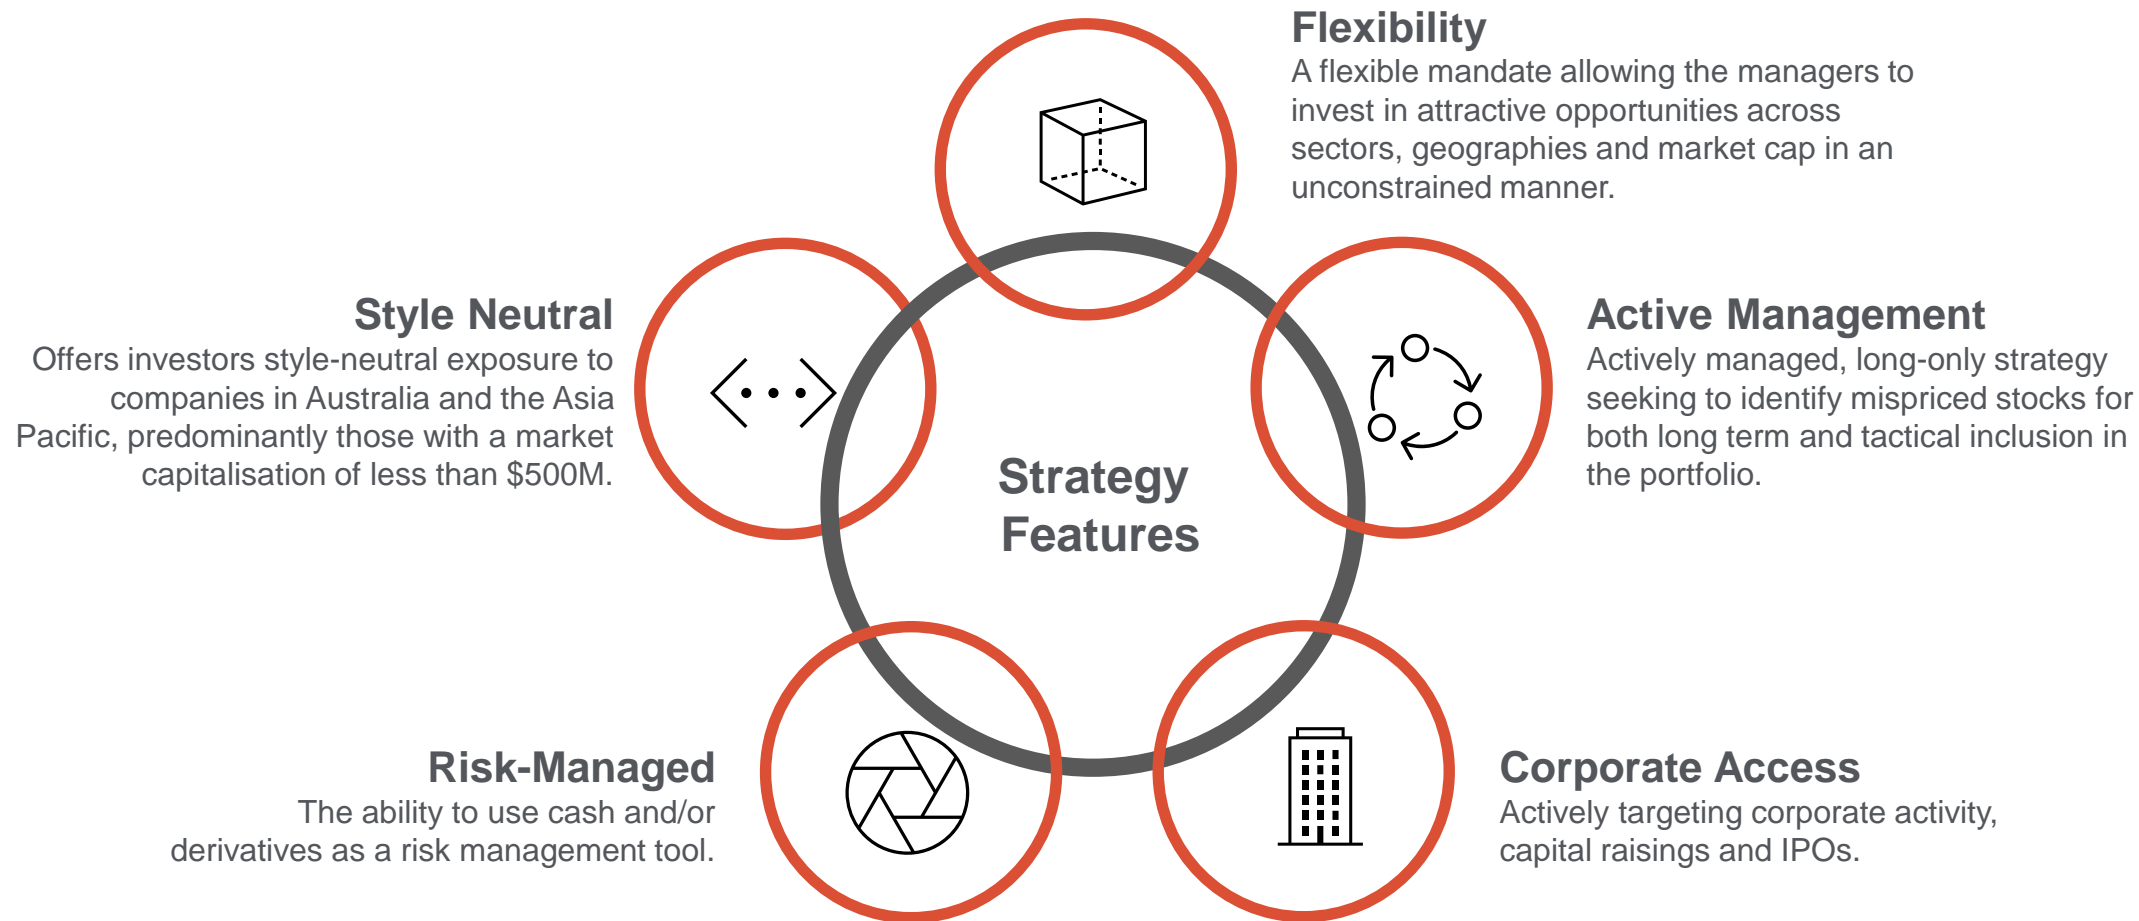 Flexibility
A flexible mandate allowing the managers to
invest in attractive opportunities across
sectors, geographies and market cap in an
unconstrained manner.
Style Neutral
Offers investors style-neutral exposure to
companies in Australia and the Asia
Pacific, predominantly those with a market
capitalisation of less than $500M.
Active Management
Actively managed, long-only strategy
seeking to identify mispriced stocks for
both long term and tactical inclusion in
the portfolio.
Strategy
Features
Risk-Managed
The ability to use cash and/or
derivatives as a risk management tool.
Corporate Access
Actively targeting corporate activity,
capital raisings and IPOs.